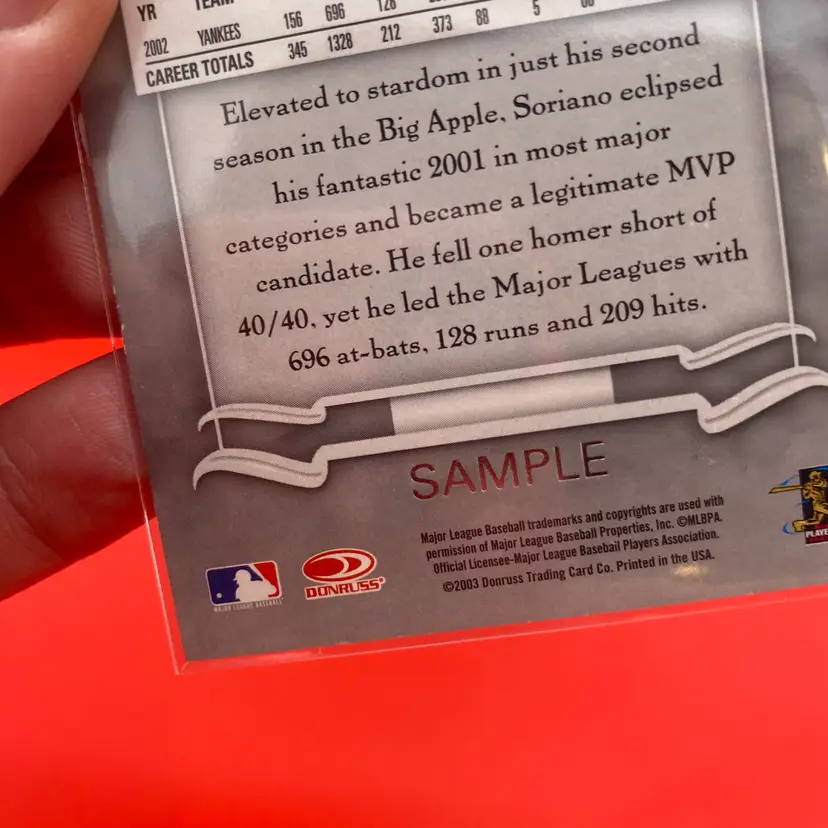 YR TEAM
2002 YANKEES 156 696 128
CAREER TOTALS 345 1328 212 373 88 5
Elevated to stardom in just his second
season in the Big Apple, Soriano eclipsed
his fantastic 2001 in most major
categories and became a legitimate MVP
candidate. He fell one homer short of
40/40, yet he led the Major Leagues with
696 at-bats, 128 runs and 209 hits.
SAMPLE
Major League Baseball trademarks and copyrights are used with
permission of Major League Baseball Properties, Inc. ©MLBPA.
Official Licensee-Major League Baseball Players Association.
©2003 Donruss Trading Card Co. Printed in the USA.
MAJOR LEAGUE BASEBALL
DONRUSS